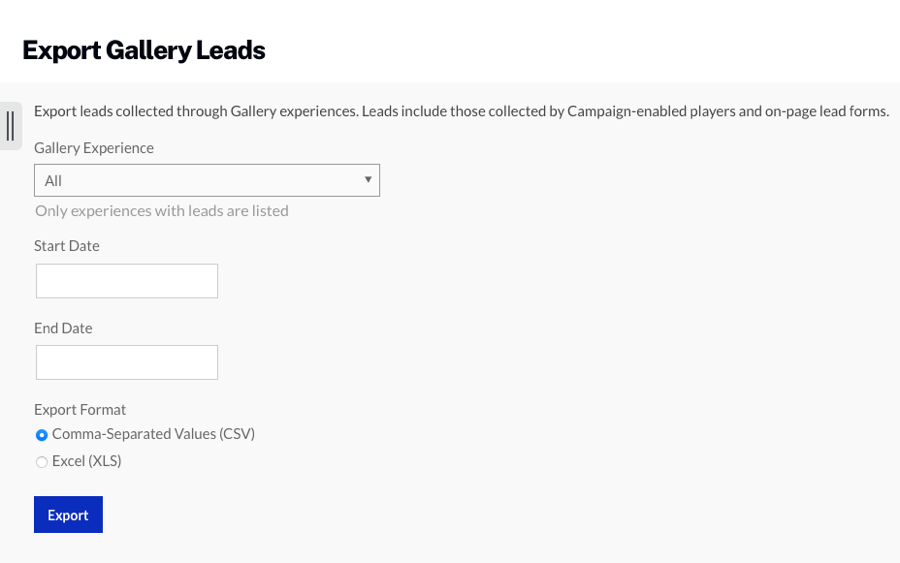 Export Gallery Leads
Export leads collected through Gallery experiences. Leads include those collected by Campaign-enabled players and on-page lead forms.
Gallery Experience
All
Only experiences with leads are listed
Start Date
End Date
Export Format
Comma-Separated Values (CSV)
Excel (XLS)
Export